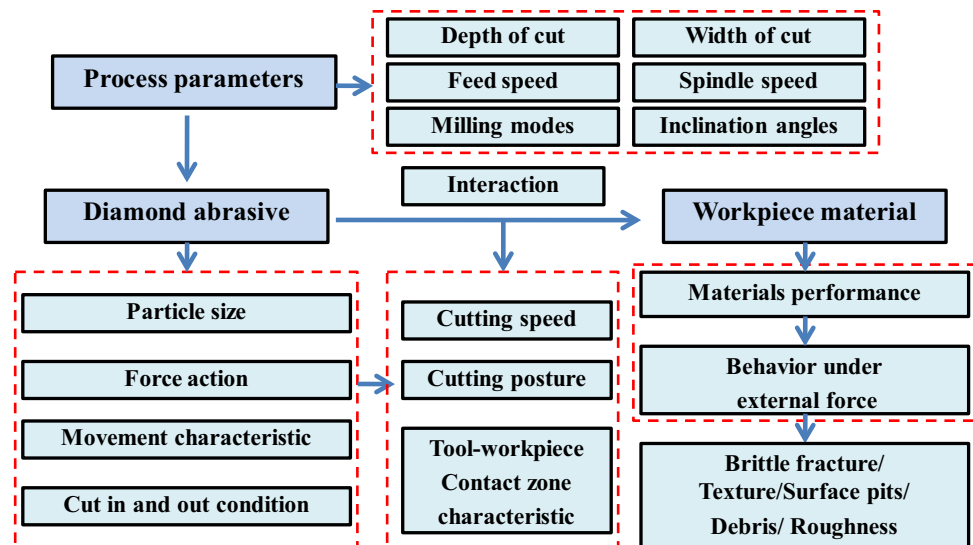 Depth of cut
Width of cut
Process parameters
Feed speed
Spindle speed
Milling modes
Inclination angles
Interaction
Diamond abrasive
Workpiece material
Particle size
Force action
Movement characteristic
Cut in and out condition
Cutting speed
Cutting posture
Tool-workpiece
Contact zone
characteristic
Materials performance
Behavior under
external force
Brittle fracture/
Texture/Surface pits/
Debris/ Roughness